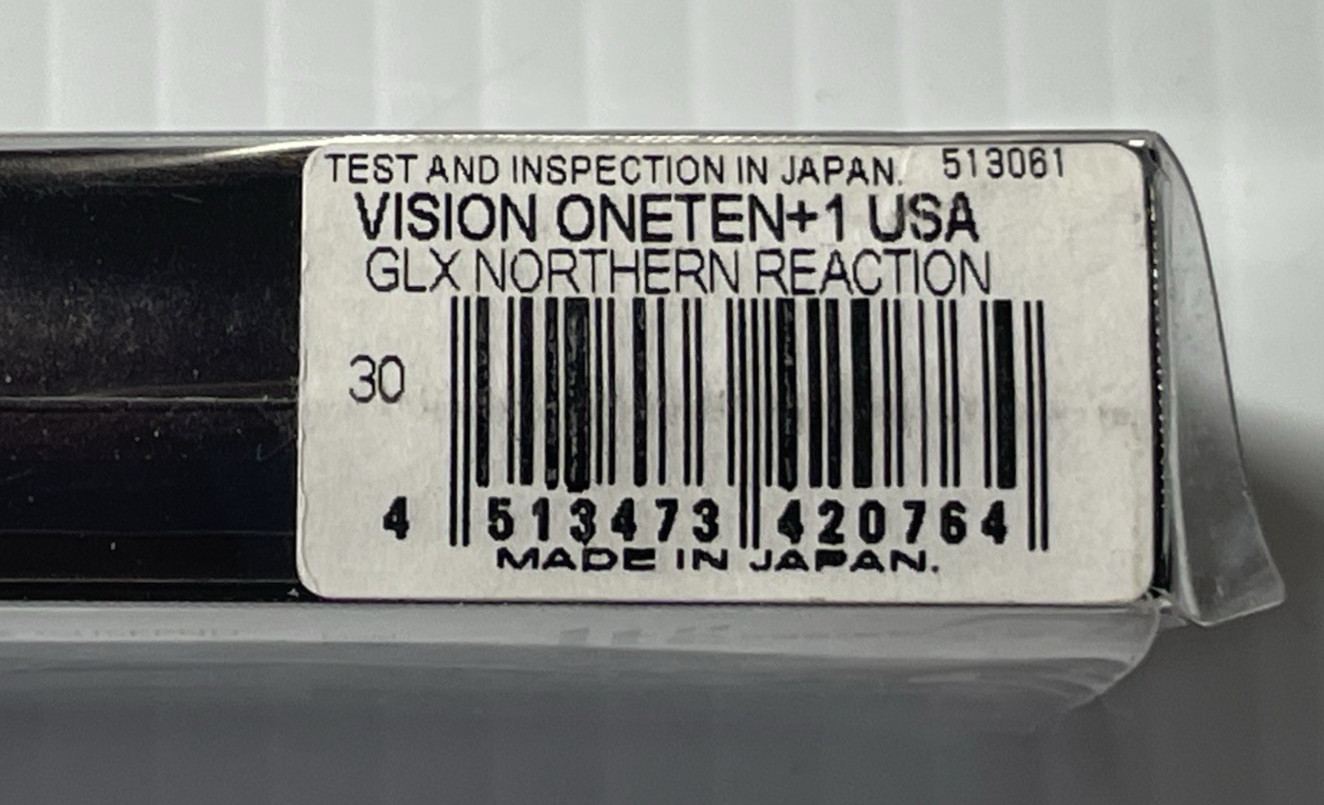 TEST AND INSPECTION IN JAPAN. 513061
VISION ONETEN+1 USA
GLX NORTHERN REACTION
30
4 513473 420764
MADE IN JAPAN.